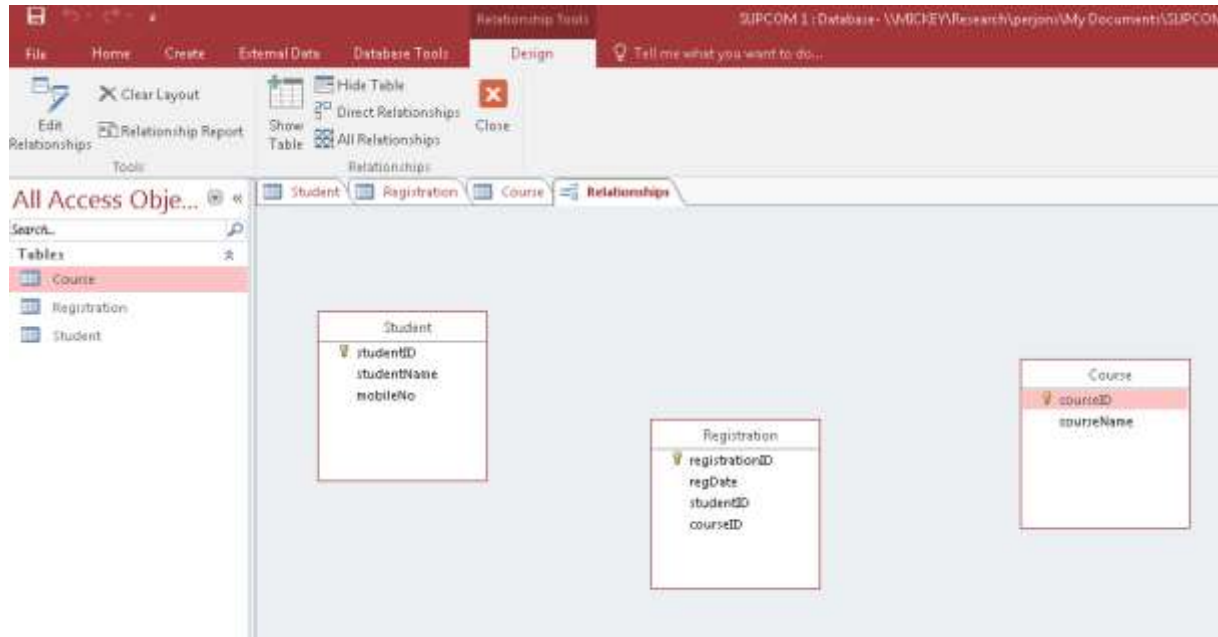 Relationship Tools
SUPCOM 1 : Database- \\MICKEY\Research\perjons\My Documents\SUPCOM
File Home Create External Data Database Tools Design Tell me what you want to do...
Edit Relationships
Clear Layout
Relationship Report
Tools
Show Table
Hide Table
Direct Relationships
All Relationships
Relationships
Close
All Access Obje...
Search...
Tables
Course
Registration
Student
Student Registration Course Relationships
Student
studentID
studentName
mobileNo
Registration
registrationID
regDate
studentID
courseID
Course
courseID
courseName